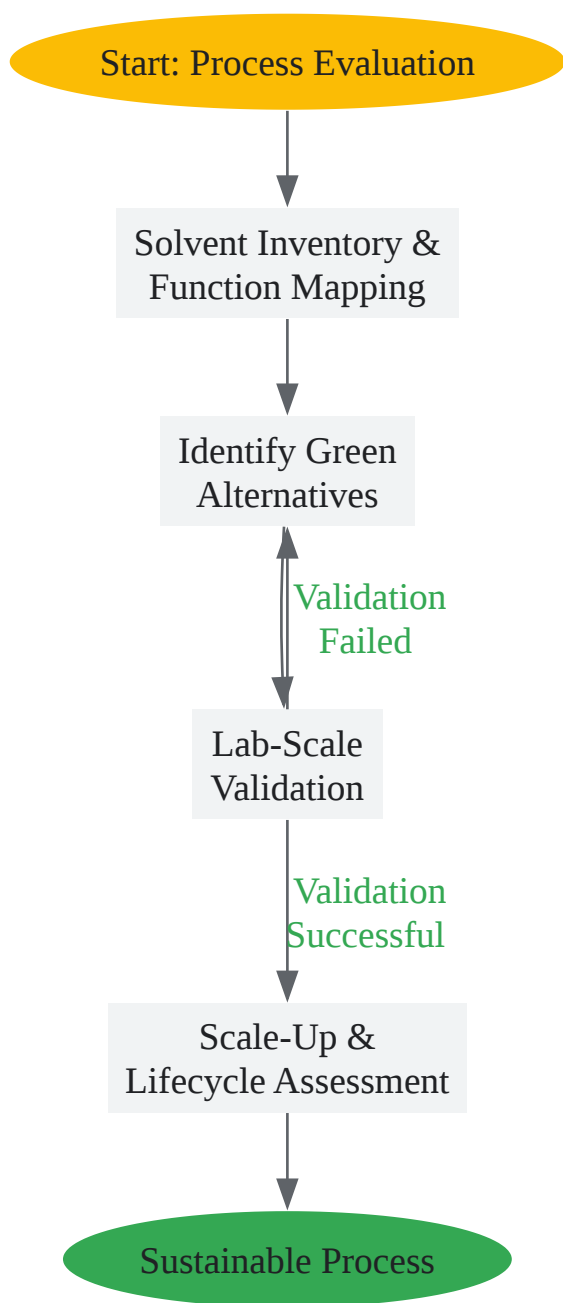 Start: Process Evaluation
Solvent Inventory &
Function Mapping
Identify Green
Alternatives
Validation
Failed
Lab-Scale
Validation
Validation
Successful
Scale-Up &
Lifecycle Assessment
Sustainable Process